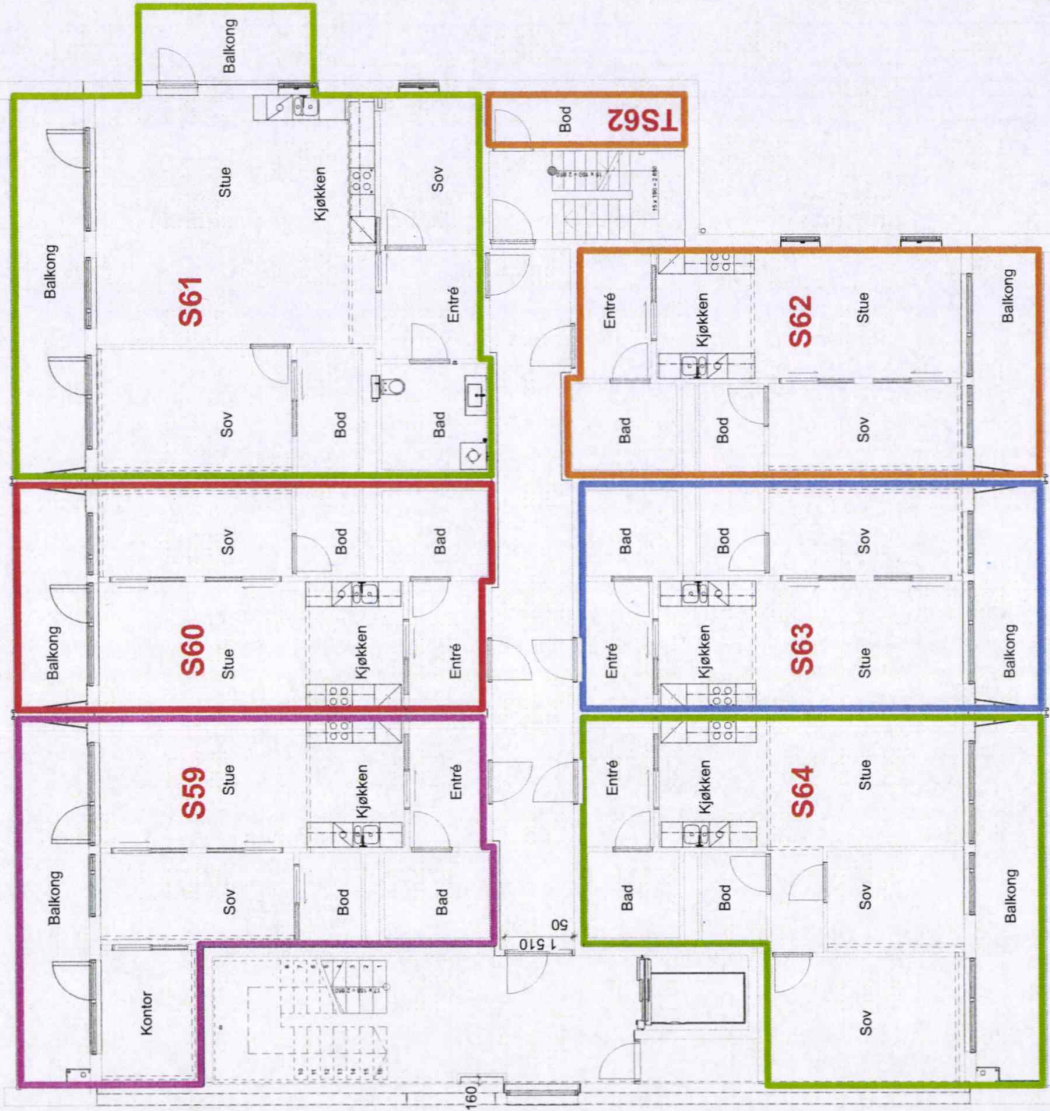 Balkong
Kontor
S59
Stue
Sov
Bod
Kjøkken
Bad
Entré
Balkong
S60
Stue
Sov
Bod
Kjøkken
Bad
Entré
Balkong
Balkong
S61
Stue
Sov
Bod
Kjøkken
Bad
Entré
Sov
Bod
TS62
160
1 510
50
Entré
Bad
Kjøkken
Bod
S64
Stue
Sov
Sov
Balkong
Entré
Bad
Kjøkken
Bod
S63
Stue
Sov
Balkong
Entré
Bad
Kjøkken
Bod
S62
Stue
Sov
Balkong